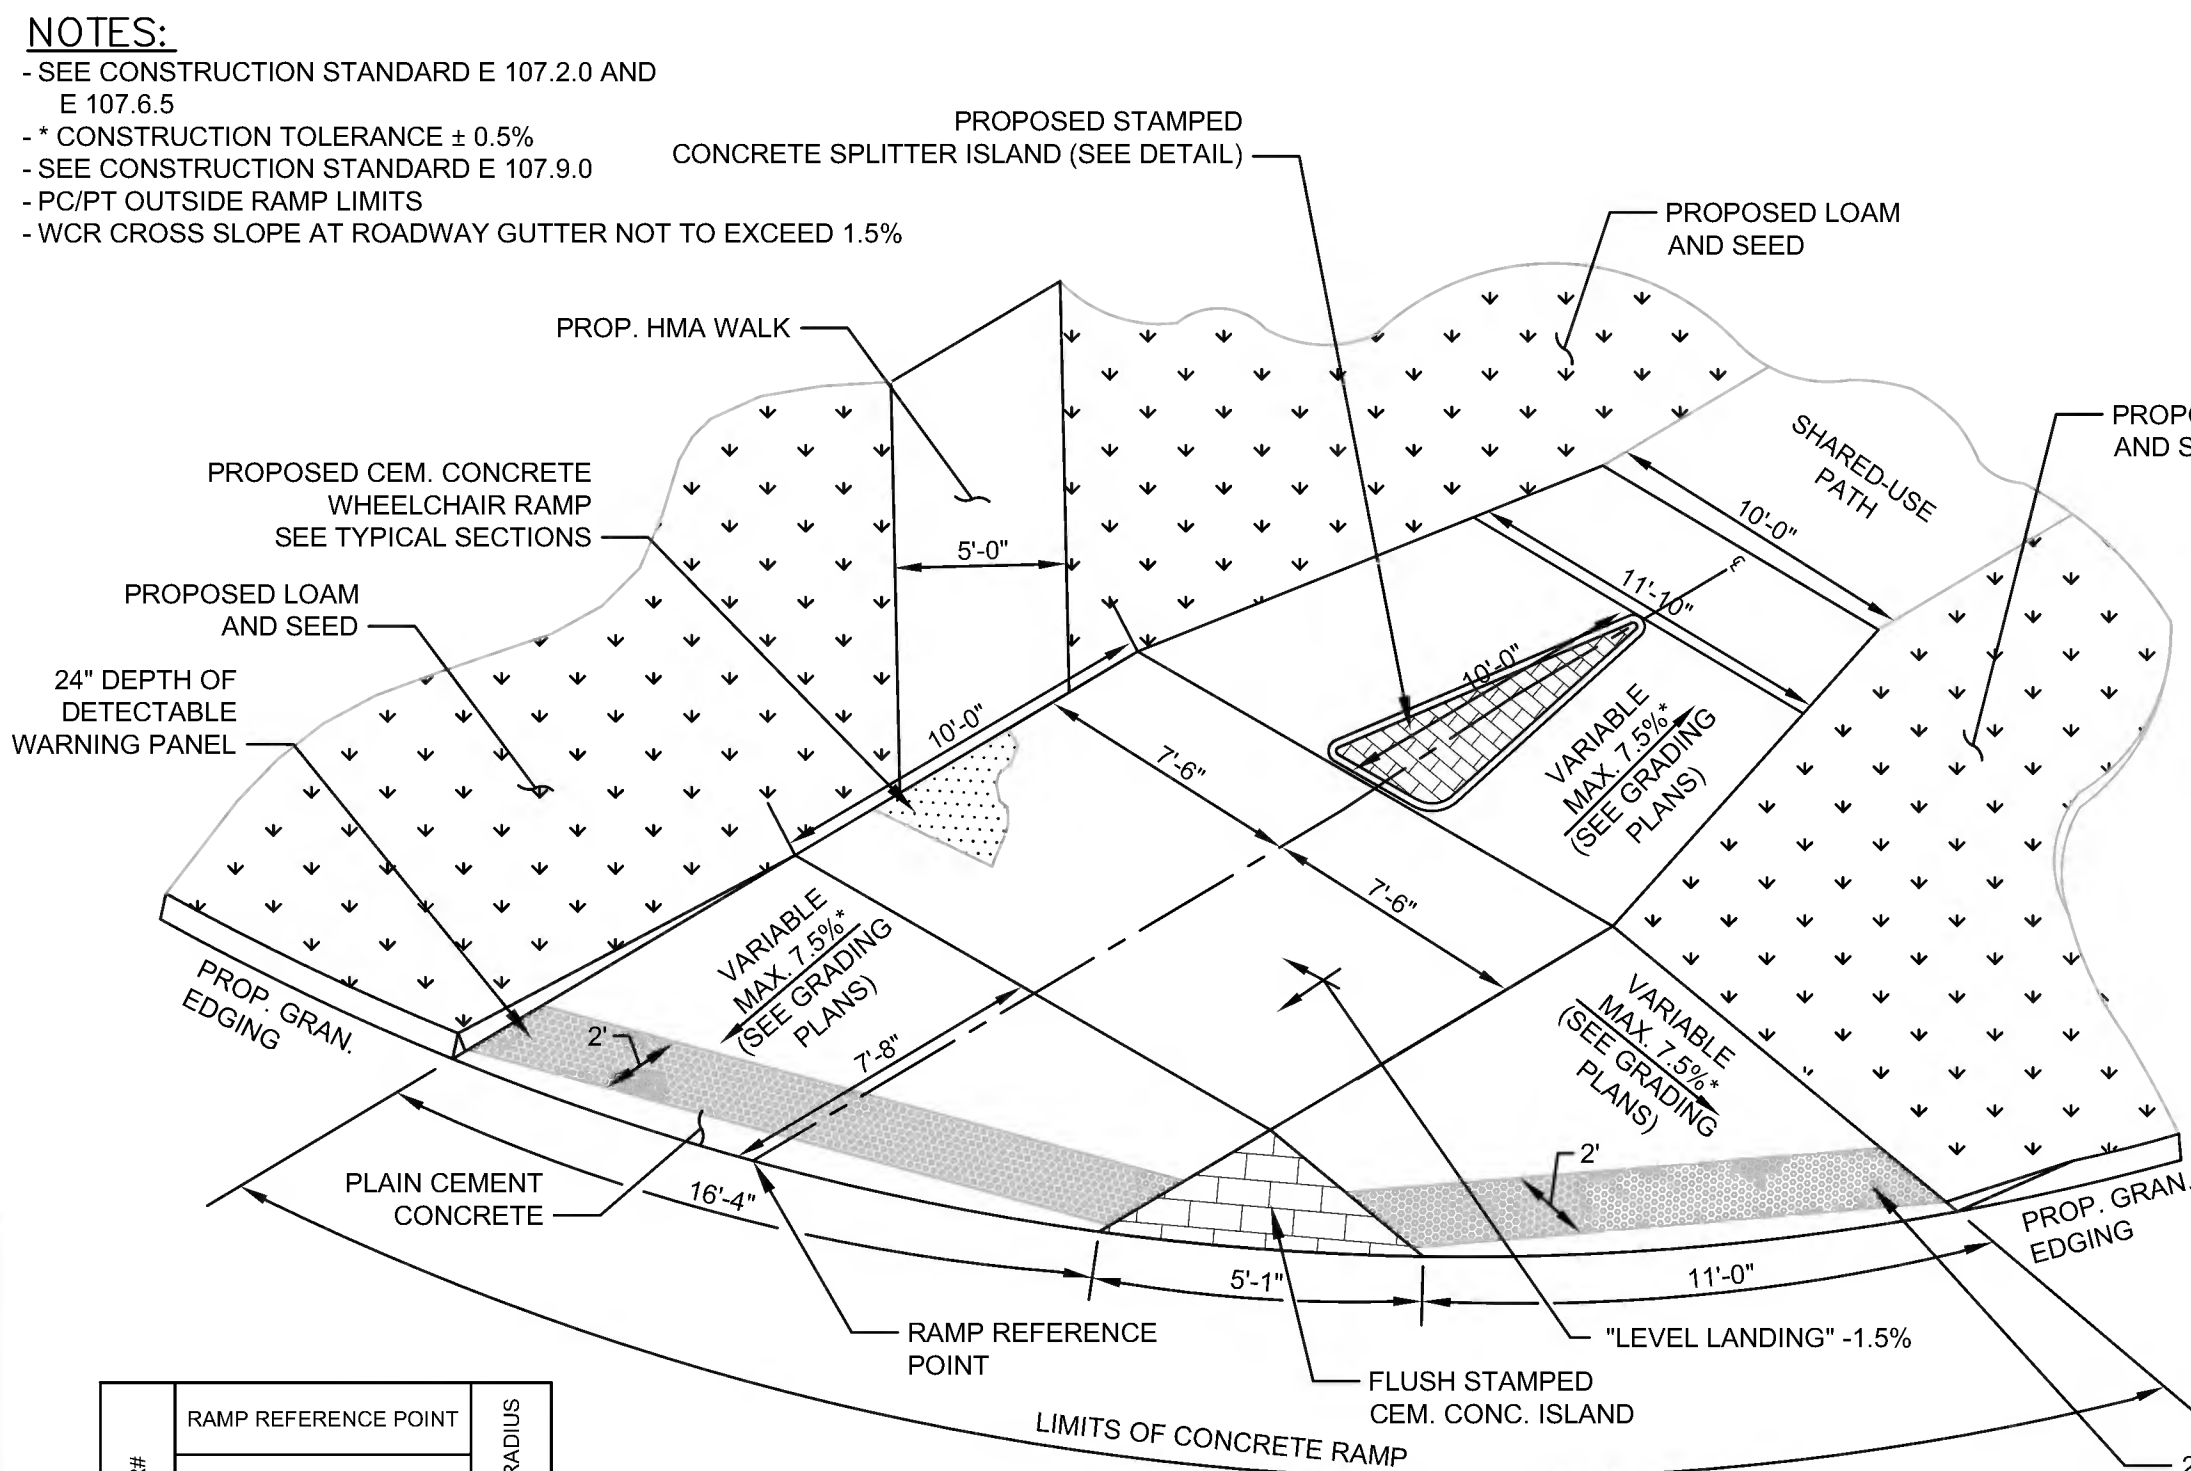 NOTES:
- SEE CONSTRUCTION STANDARD E 107.2.0 AND
E 107.6.5
- * CONSTRUCTION TOLERANCE ± 0.5%
- SEE CONSTRUCTION STANDARD E 107.9.0
- PC/PT OUTSIDE RAMP LIMITS
- WCR CROSS SLOPE AT ROADWAY GUTTER NOT TO EXCEED 1.5%
PROPOSED STAMPED
CONCRETE SPLITTER ISLAND (SEE DETAIL)
PROPOSED LOAM
AND SEED
PROP. HMA WALK
PROPOSED CEM. CONCRETE
WHEELCHAIR RAMP
SEE TYPICAL SECTIONS
PROPOSED LOAM
AND SEED
24" DEPTH OF
DETECTABLE
WARNING PANEL
5'-0"
SHARED-USE
PATH
10'-0"
11'-10"
10'-0"
10'-0"
7'-6"
7'-6"
VARIABLE
MAX. 7.5%*
(SEE GRADING
PLANS)
VARIABLE
MAX. 7.5%*
(SEE GRADING
PLANS)
VARIABLE
MAX. 7.5%*
(SEE GRADING
PLANS)
PROP. GRAN.
EDGING
2'
7'-8"
2'
PLAIN CEMENT
CONCRETE
16'-4"
5'-1"
11'-0"
PROP. GRAN.
EDGING
RAMP REFERENCE
POINT
"LEVEL LANDING" -1.5%
FLUSH STAMPED
CEM. CONC. ISLAND
LIMITS OF CONCRETE RAMP
RAMP REFERENCE POINT